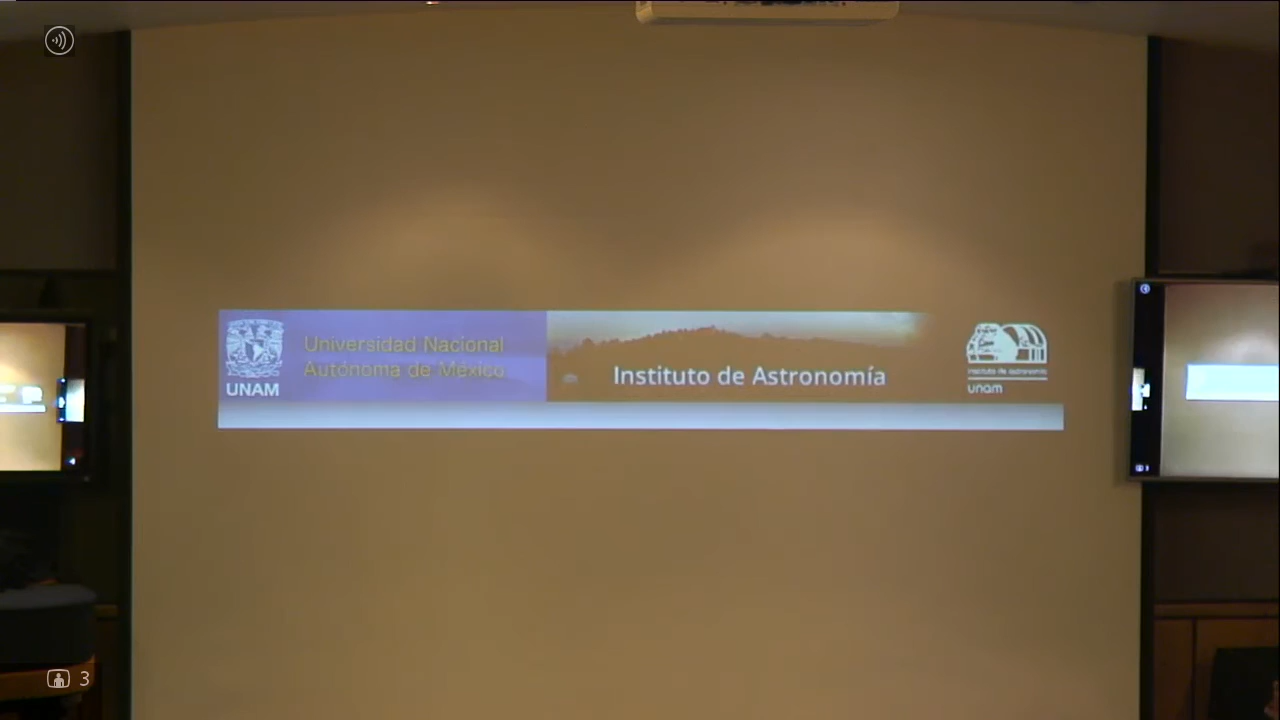 Universidad Nacional
Autónoma de México
UNAM
Instituto de Astronomía
instituto de astronomía
unam
3